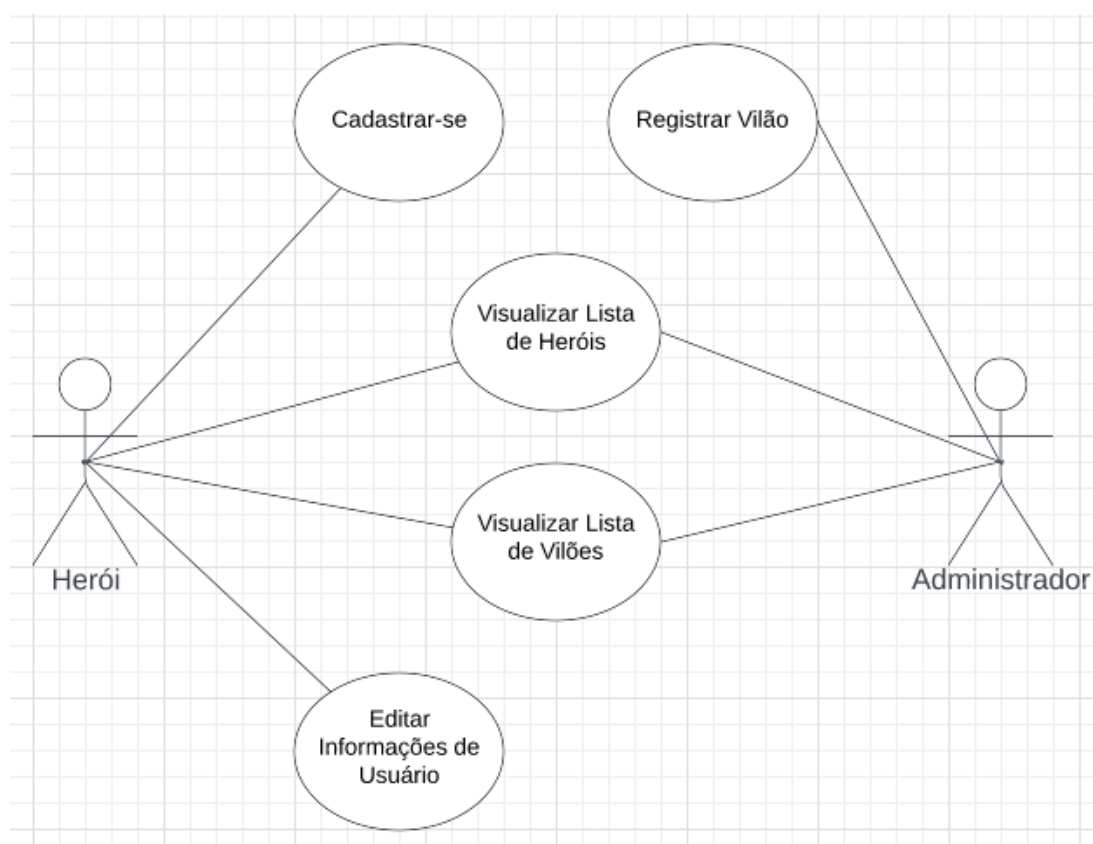 Cadastrar-se
Registrar Vilão
Visualizar Lista
de Heróis
Visualizar Lista
de Vilões
Herói
Administrador
Editar
Informações de
Usuário